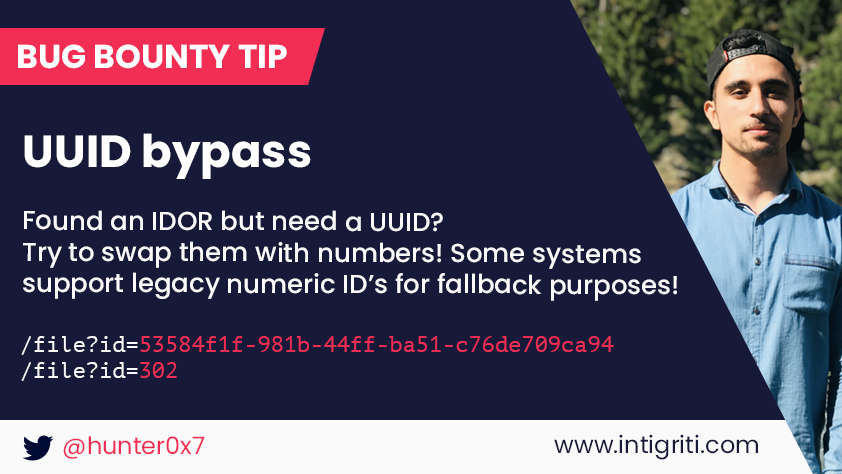 BUG BOUNTY TIP
UUID bypass
Found an IDOR but need a UUID?
Try to swap them with numbers! Some systems
support legacy numeric ID’s for fallback purposes!
/file?id=53584f1f-981b-44ff-ba51-c76de709ca94
/file?id=302
@hunter0x7
www.intigriti.com